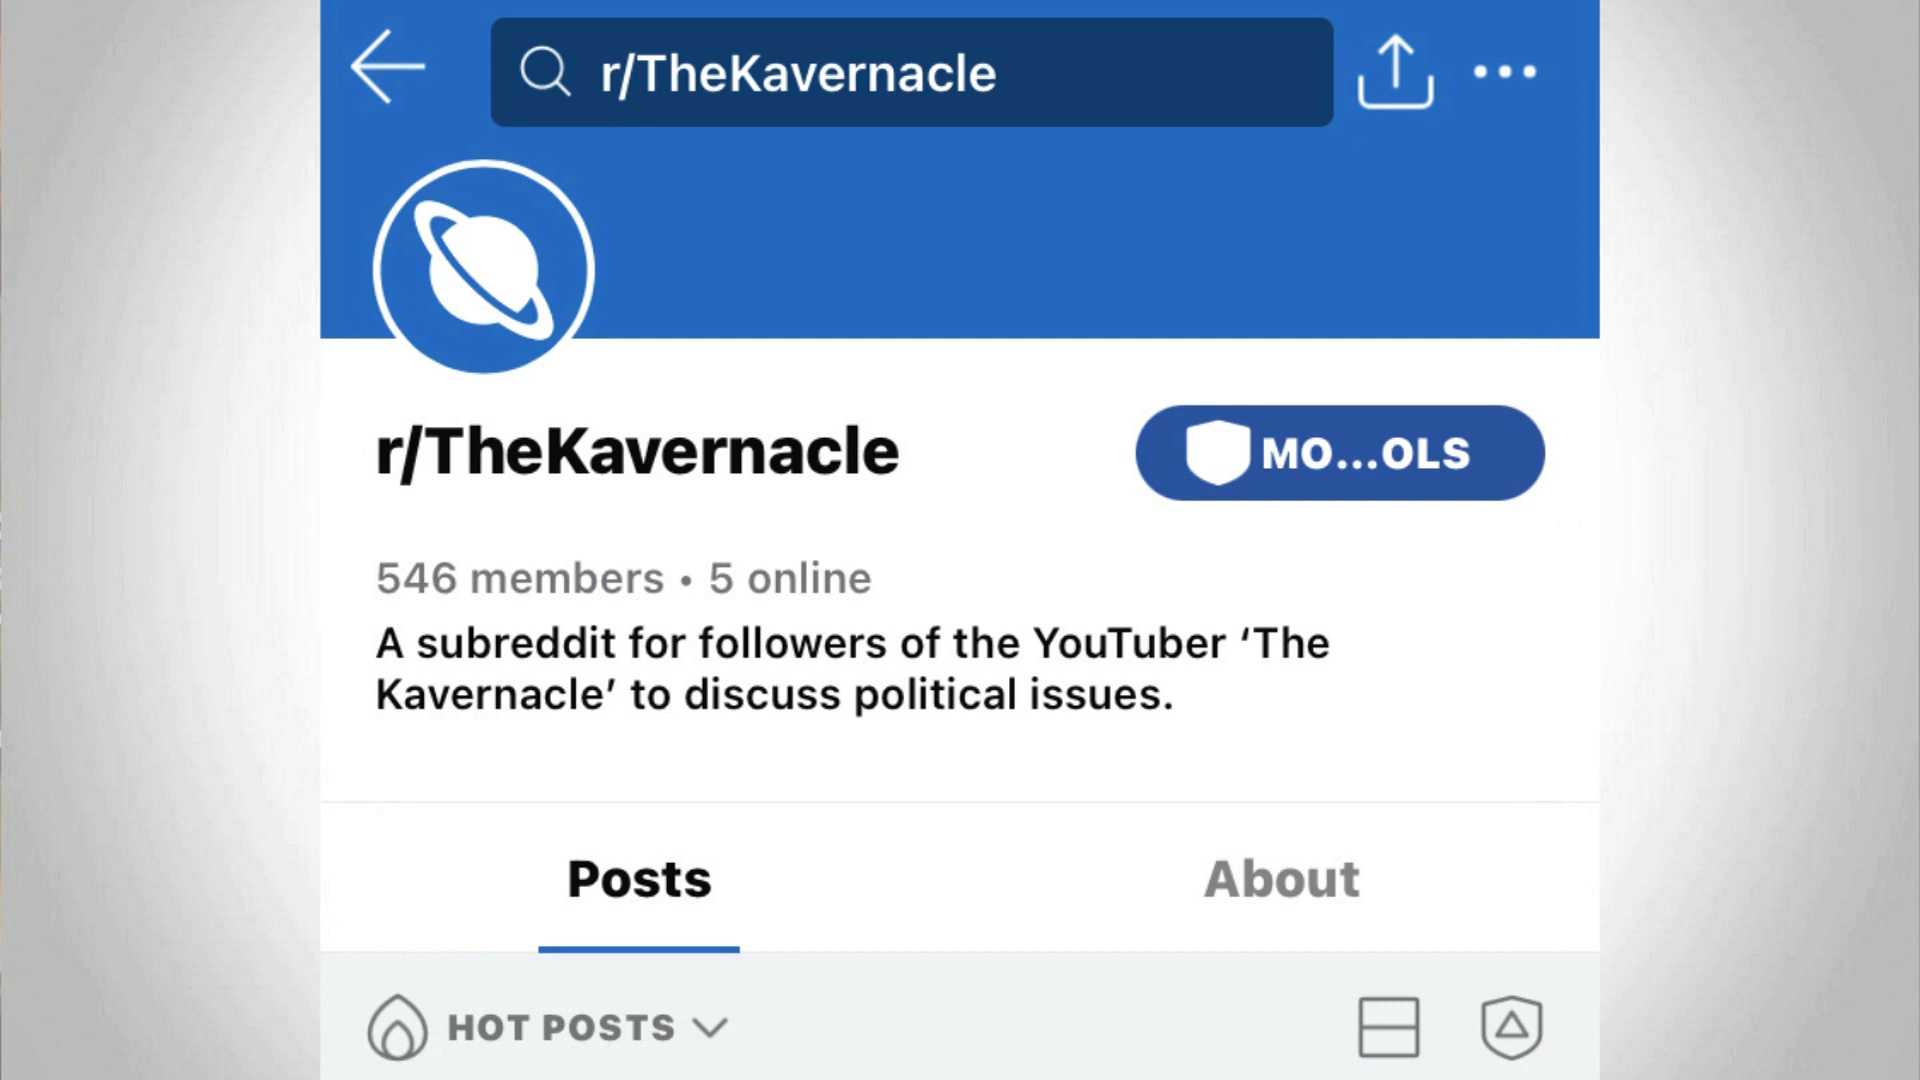 r/TheKavernacle
r/TheKavernacle
MO...OLS
546 members • 5 online
A subreddit for followers of the YouTuber ‘The
Kavernacle’ to discuss political issues.
Posts
About
HOT POSTS